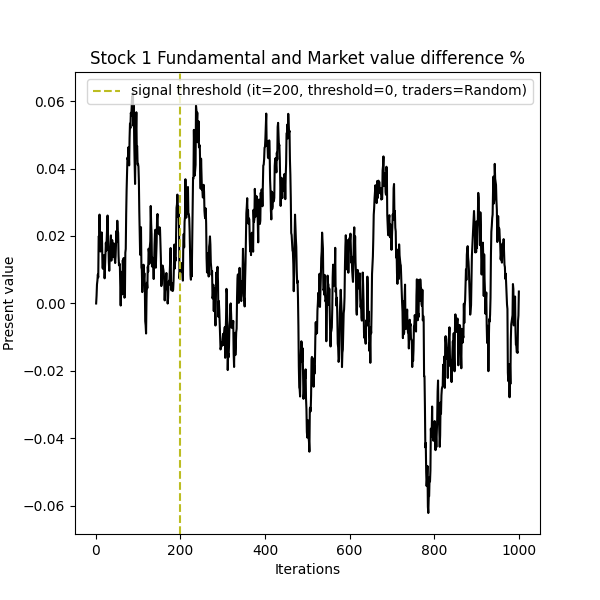 Stock 1 Fundamental and Market value difference %
signal threshold (it=200, threshold=0, traders=Random)
0.06
0.04
0.02
0.00
−0.02
−0.04
−0.06
Present value
0 200 400 600 800 1000
Iterations